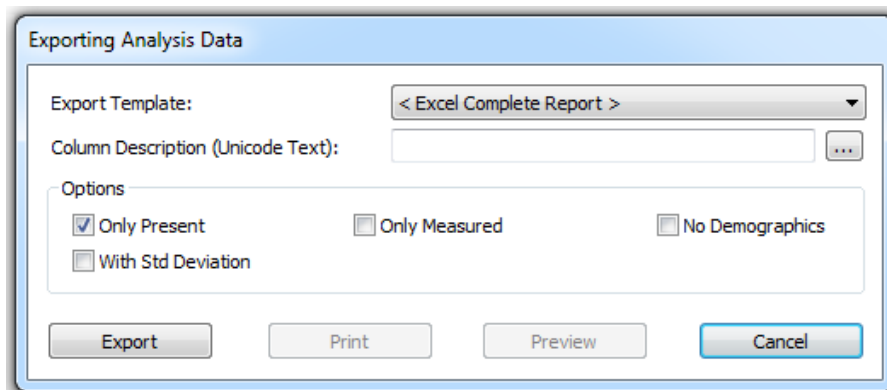 Exporting Analysis Data
Export Template: < Excel Complete Report >
Column Description (Unicode Text): ...
Options
Only Present Only Measured No Demographics
With Std Deviation
Export Print Preview Cancel